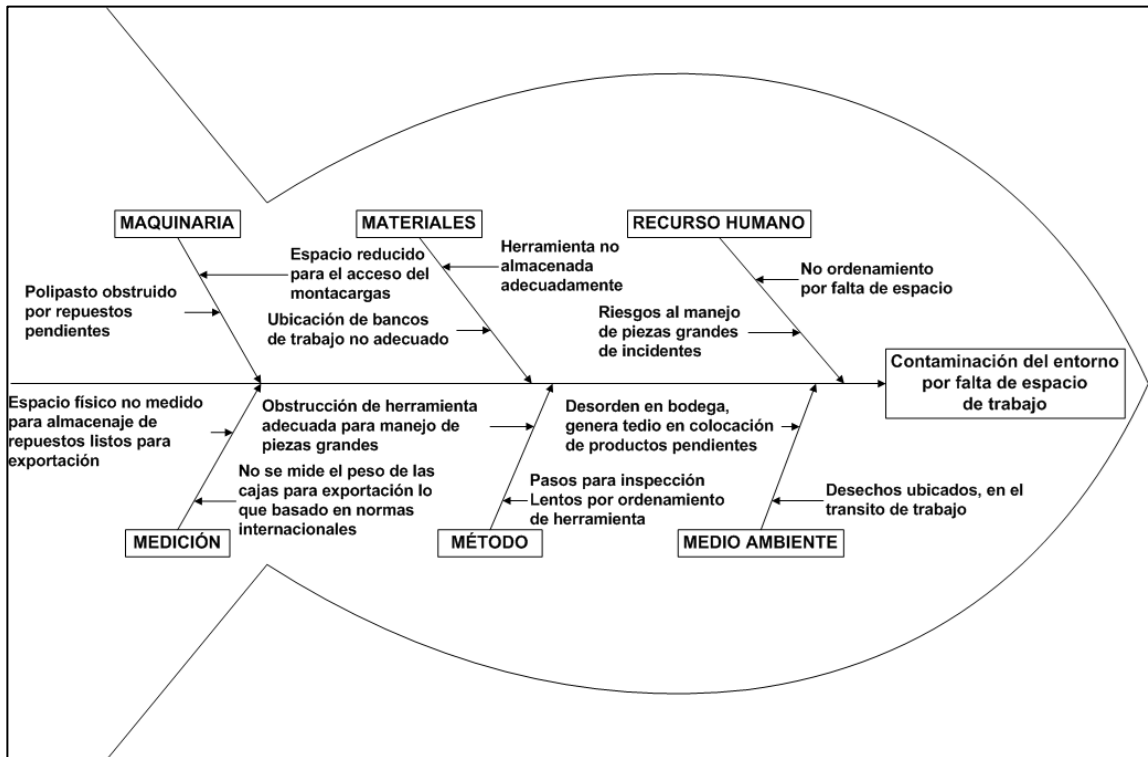 MAQUINARIA
MATERIALES
RECURSO HUMANO
Espacio reducido
para el acceso del
montacargas
Polipasto obstruido
por repuestos
pendientes
Herramienta no
almacenada
adecuadamente
Ubicación de bancos
de trabajo no adecuado
No ordenamiento
por falta de espacio
Riesgos al manejo
de piezas grandes
de incidentes
Contaminación del entorno
por falta de espacio
de trabajo
Espacio físico no medido
para almacenaje de
repuestos listos para
exportación
No se mide el peso de las
cajas para exportación lo
que basado en normas
internacionales
Obstrucción de herramienta
adecuada para manejo de
piezas grandes
Pasos para inspección
Lentos por ordenamiento
de herramienta
Desorden en bodega,
genera tedio en colocación
de productos pendientes
Desechos ubicados, en el
transito de trabajo
MEDICIÓN
MÉTODO
MEDIO AMBIENTE